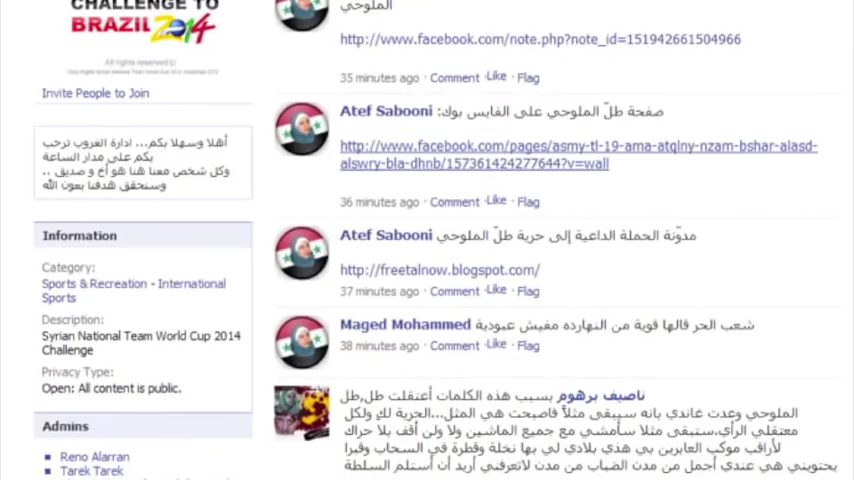 CHALLENGE TO
BRAZIL 2014
Invite People to Join
أهلا وسهلا بكم... ادارة الغروب ترحب
بكم على مدار الساعة
وكل شخص معنا هنا هو أخ و صديق ..
وسنحقق هدفنا بعون الله
Information
Category:
Sports & Recreation - International
Sports
Description:
Syrian National Team World Cup 2014
Challenge
Privacy Type:
Open: All content is public.
Admins
Reno Alarran
Tarek Tarek
الملوحي
http://www.facebook.com/note.php?note_id=151942661504966
35 minutes ago · Comment · Like · Flag
Atef Sabooni صفحة طلّ الملوحي على الفايس بوك:
http://www.facebook.com/pages/asmy-tl-19-ama-atqlny-nzam-bshar-alasd-
alswry-bla-dhnb/157361424277644?v=wall
36 minutes ago · Comment · Like · Flag
Atef Sabooni مدوّنة الحملة الداعية إلى حرية طلّ الملوحي
http://freetalnow.blogspot.com/
37 minutes ago · Comment · Like · Flag
Maged Mohammed شعب الحر قالها قوية من النهارده مفيش عبودية
38 minutes ago · Comment · Like · Flag
ناصيف برهوم بسبب هذه الكلمات أعتقلت طل,طل
الملوحي وعدت غاندي بانه سيبقى مثلاً فاصبحت هي المثل...الحرية لكِ ولكل
معتقلي الرأي.ستبقى مثلا سأمشي مع جميع الماشين ولا ولن أقف بلا حراك
لأراقب موكب العابرين بي هذي بلادي لي بها نخلة وقطرة في السحاب وقبرا
يحتويني هي عندي أجمل من مدن الضباب من مدن لاتعرفني أريد أن أستلم السلطة